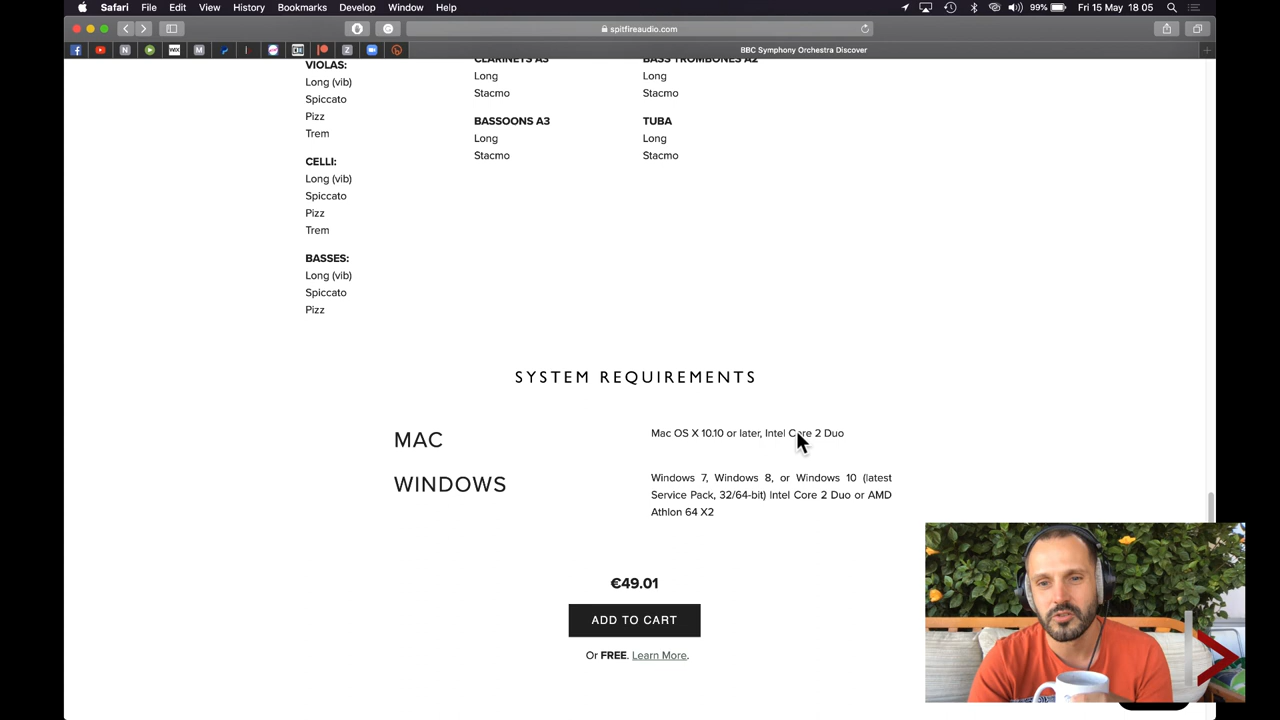 Safari File Edit View History Bookmarks Develop Window Help 99% Fri 15 May 18:05
spitfireaudio.com
BBC Symphony Orchestra Discover
VIOLAS:
Long (vib)
Spiccato
Pizz
Trem
CELLI:
Long (vib)
Spiccato
Pizz
Trem
BASSES:
Long (vib)
Spiccato
Pizz
CLARINETS A3
Long
Stacmo
BASSOONS A3
Long
Stacmo
BASS TROMBONES A2
Long
Stacmo
TUBA
Long
Stacmo
SYSTEM REQUIREMENTS
MAC
Mac OS X 10.10 or later, Intel Core 2 Duo
WINDOWS
Windows 7, Windows 8, or Windows 10 (latest
Service Pack, 32/64-bit) Intel Core 2 Duo or AMD
Athlon 64 X2
€49.01
ADD TO CART
Or FREE. Learn More.